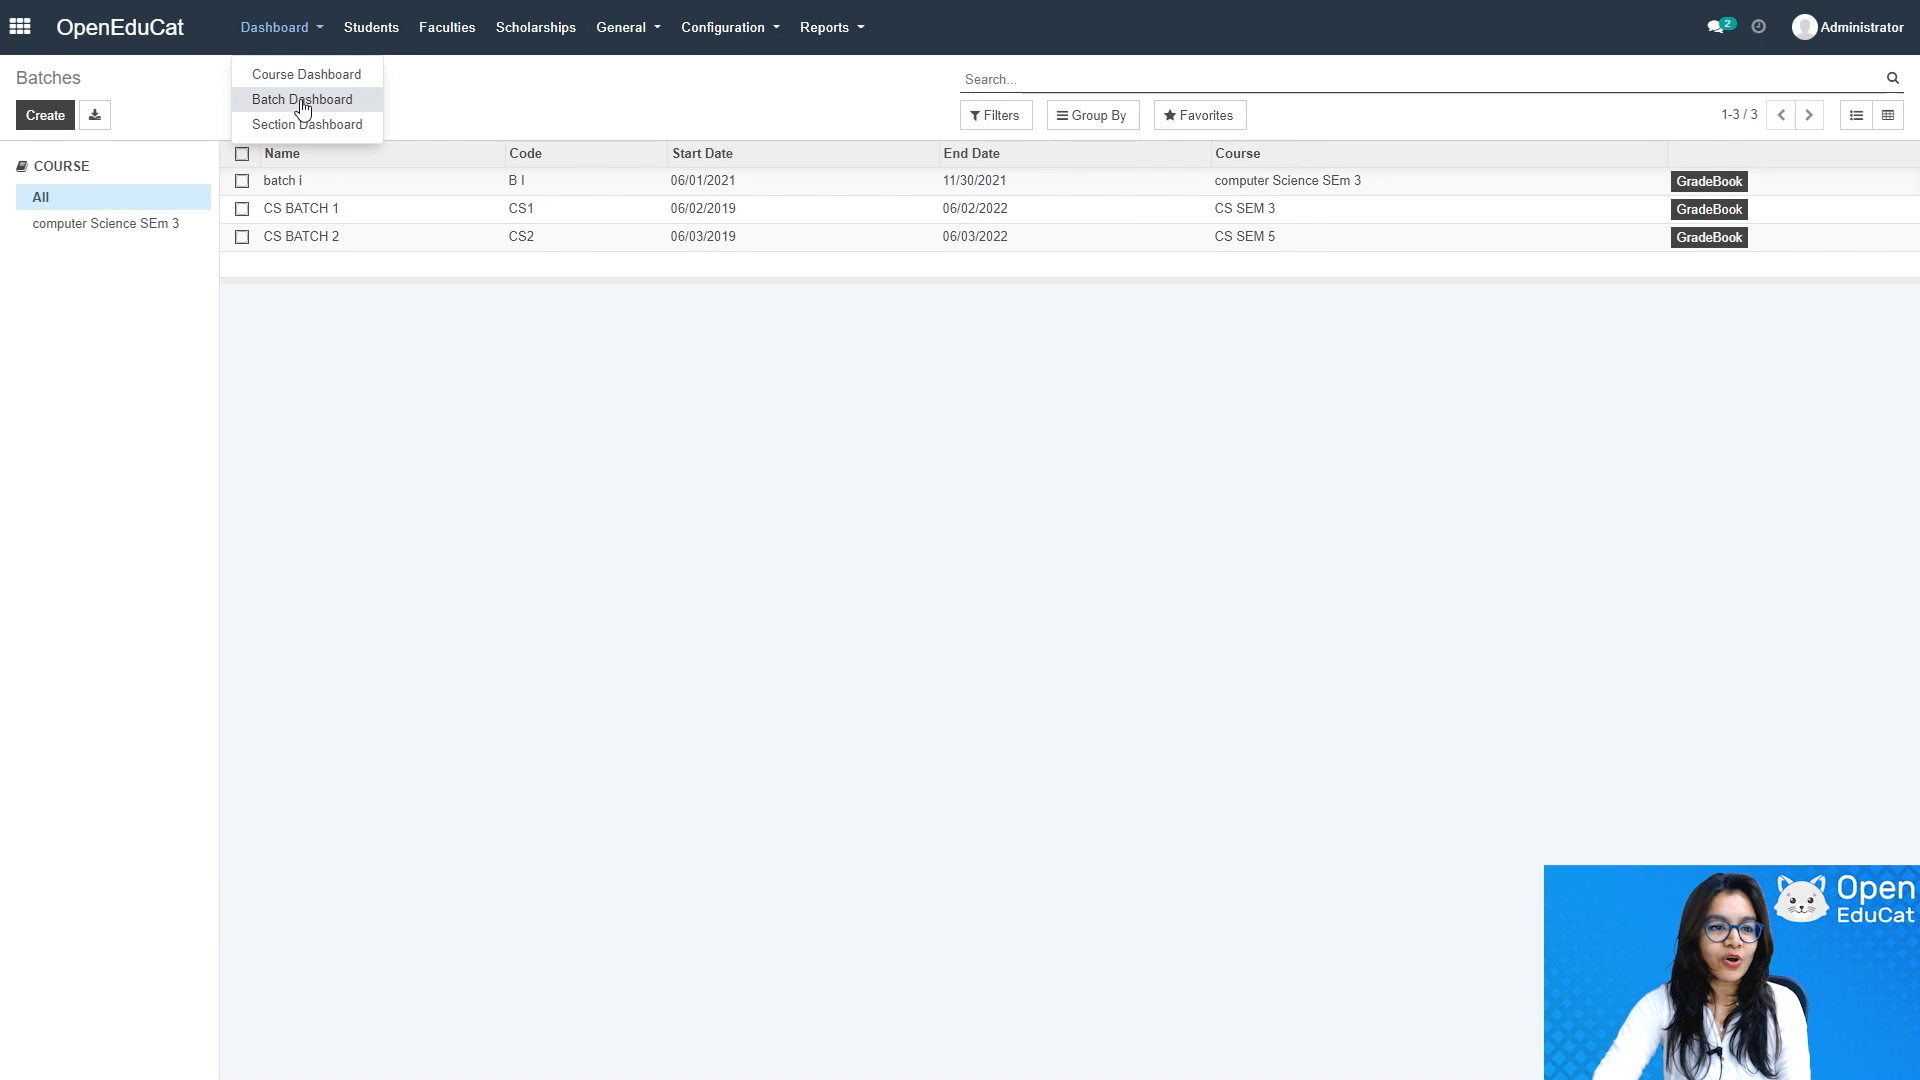 OpenEduCat Dashboard Students Faculties Scholarships General Configuration Reports 2 Administrator
Batches
Course Dashboard
Batch Dashboard
Section Dashboard
Search...
Create
Filters Group By Favorites 1-3 / 3
COURSE
All
computer Science SEm 3
Name Code Start Date End Date Course
batch i B I 06/01/2021 11/30/2021 computer Science SEm 3 GradeBook
CS BATCH 1 CS1 06/02/2019 06/02/2022 CS SEM 3 GradeBook
CS BATCH 2 CS2 06/03/2019 06/03/2022 CS SEM 5 GradeBook
Open
EduCat